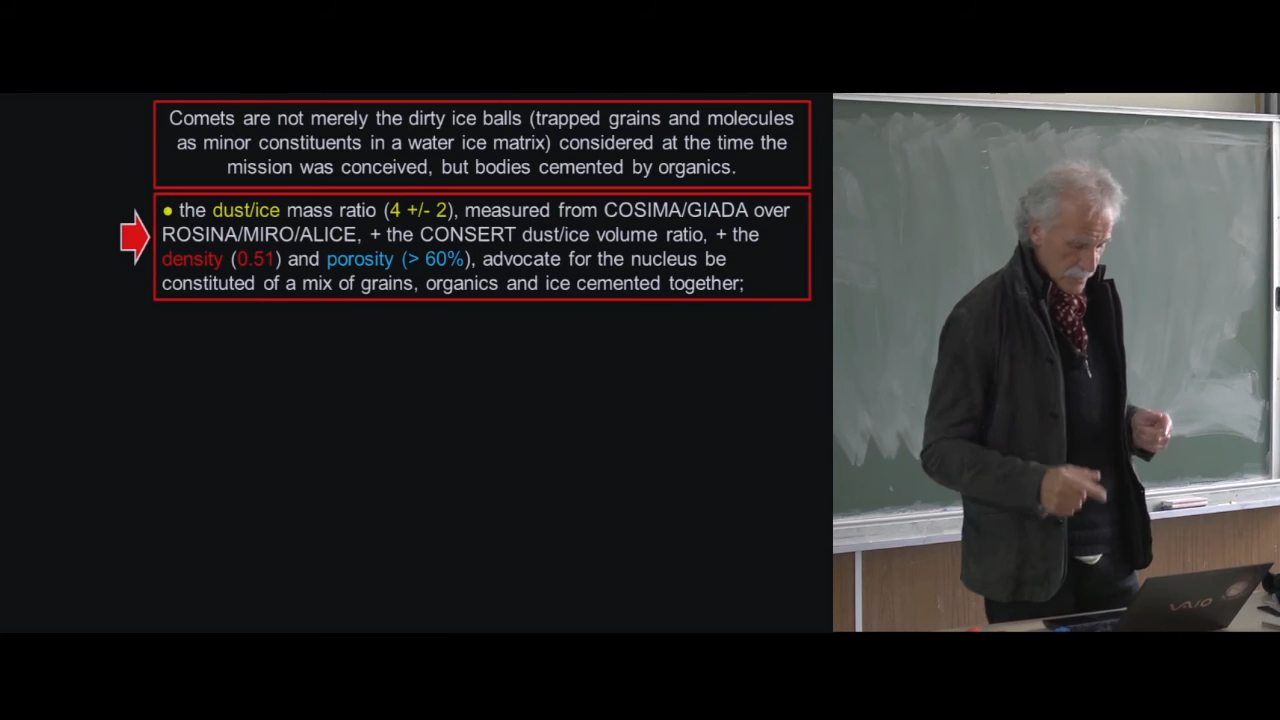 Comets are not merely the dirty ice balls (trapped grains and molecules
as minor constituents in a water ice matrix) considered at the time the
mission was conceived, but bodies cemented by organics.
● the dust/ice mass ratio (4 +/- 2), measured from COSIMA/GIADA over
ROSINA/MIRO/ALICE, + the CONSERT dust/ice volume ratio, + the
density (0.51) and porosity (> 60%), advocate for the nucleus be
constituted of a mix of grains, organics and ice cemented together;
VAIO